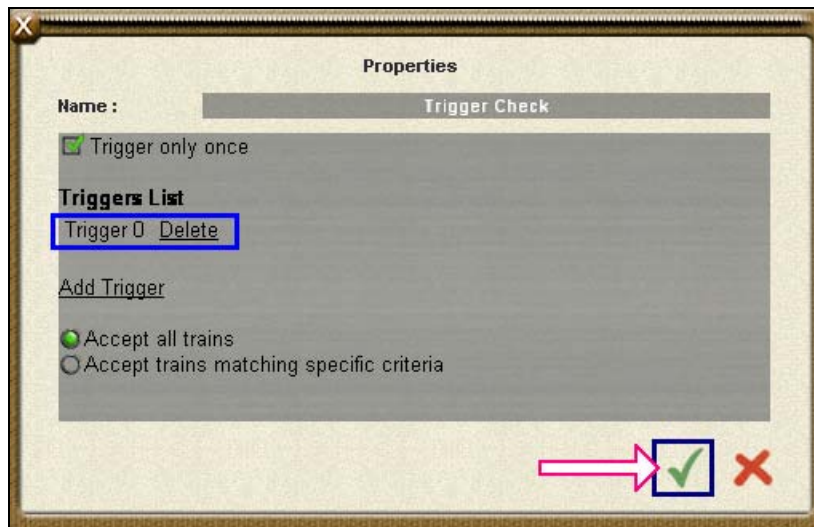 X
Properties
Name : Trigger Check
Trigger only once
Triggers List
Trigger 0 Delete
Add Trigger
Accept all trains
Accept trains matching specific criteria